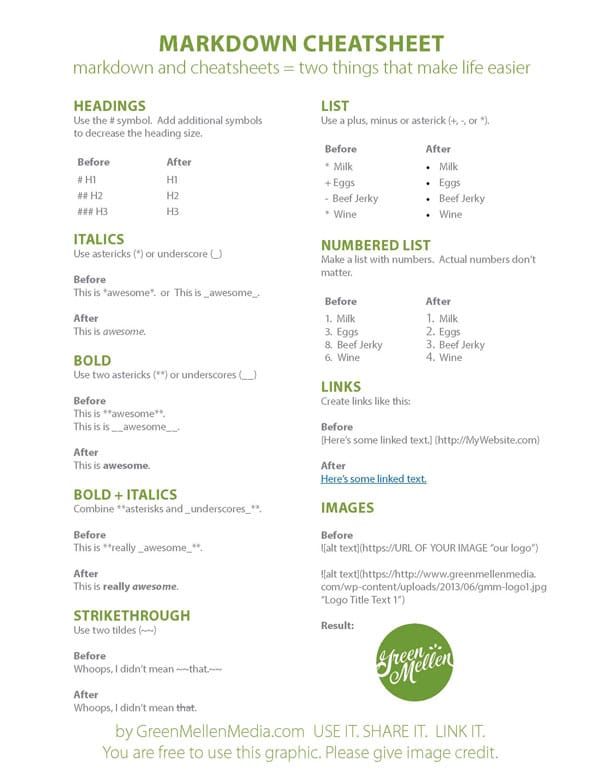 MARKDOWN CHEATSHEET
markdown and cheatsheets = two things that make life easier
HEADINGS
Use the # symbol.  Add additional symbols
to decrease the heading size.
Before After
# H1 H1
## H2 H2
### H3 H3
ITALICS
Use astericks (*) or underscore (_)
Before
This is *awesome*.  or  This is _awesome_.
After
This is awesome.
BOLD
Use two astericks (**) or underscores (__)
Before
This is **awesome**.
This is is __awesome__.
After
This is awesome.
BOLD + ITALICS
Combine **asterisks and _underscores_**.
Before
This is **really _awesome_**.
After
This is really awesome.
STRIKETHROUGH
Use two tildes (~~)
Before
Whoops, I didn't mean ~~that.~~
After
Whoops, I didn't mean that.
LIST
Use a plus, minus or asterick (+, -, or *).
Before After
* Milk • Milk
+ Eggs • Eggs
- Beef Jerky • Beef Jerky
* Wine • Wine
NUMBERED LIST
Make a list with numbers.  Actual numbers don't
matter.
Before After
1. Milk 1. Milk
3. Eggs 2. Eggs
8. Beef Jerky 3. Beef Jerky
6. Wine 4. Wine
LINKS
Create links like this:
Before
[Here's some linked text.] (http://MyWebsite.com)
After
Here's some linked text.
IMAGES
Before
![alt text](https://URL OF YOUR IMAGE "our logo")
![alt text](https://http://www.greenmellenmedia.
com/wp-content/uploads/2013/06/gmm-logo1.jpg
"Logo Title Text 1")
Result:
Green
Mellen
by GreenMellenMedia.com  USE IT. SHARE IT.  LINK IT.
You are free to use this graphic. Please give image credit.